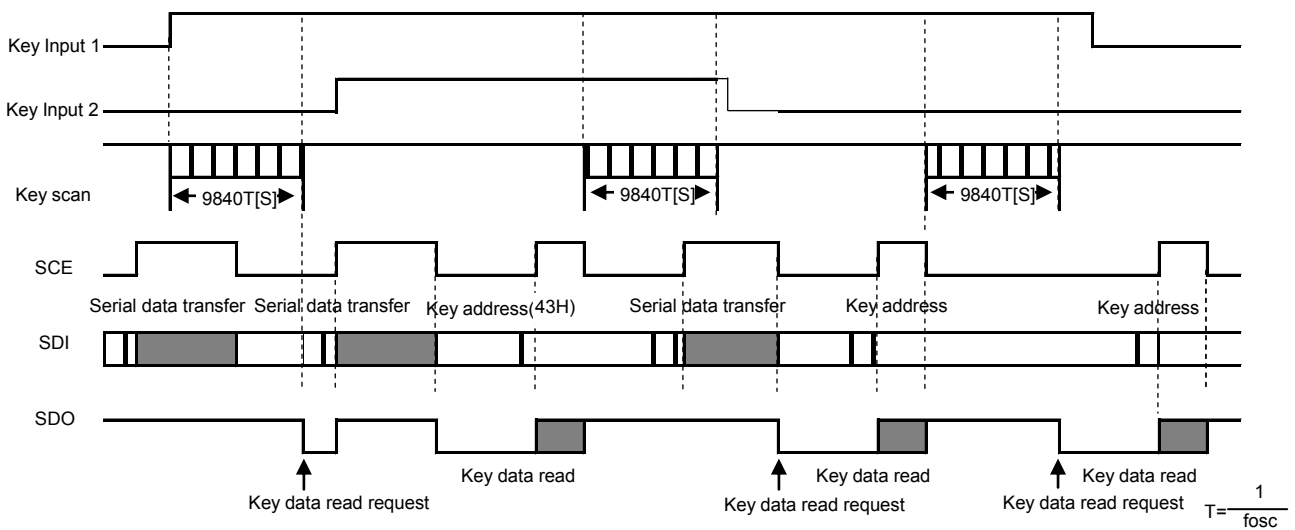 Key Input 1
Key Input 2
Key scan
9840T[S] 9840T[S] 9840T[S]
SCE
Serial data transfer Serial data transfer Key address(43H) Serial data transfer Key address Key address
SDI
SDO
Key data read Key data read Key data read
Key data read request Key data read request Key data read request
T=1/fosc